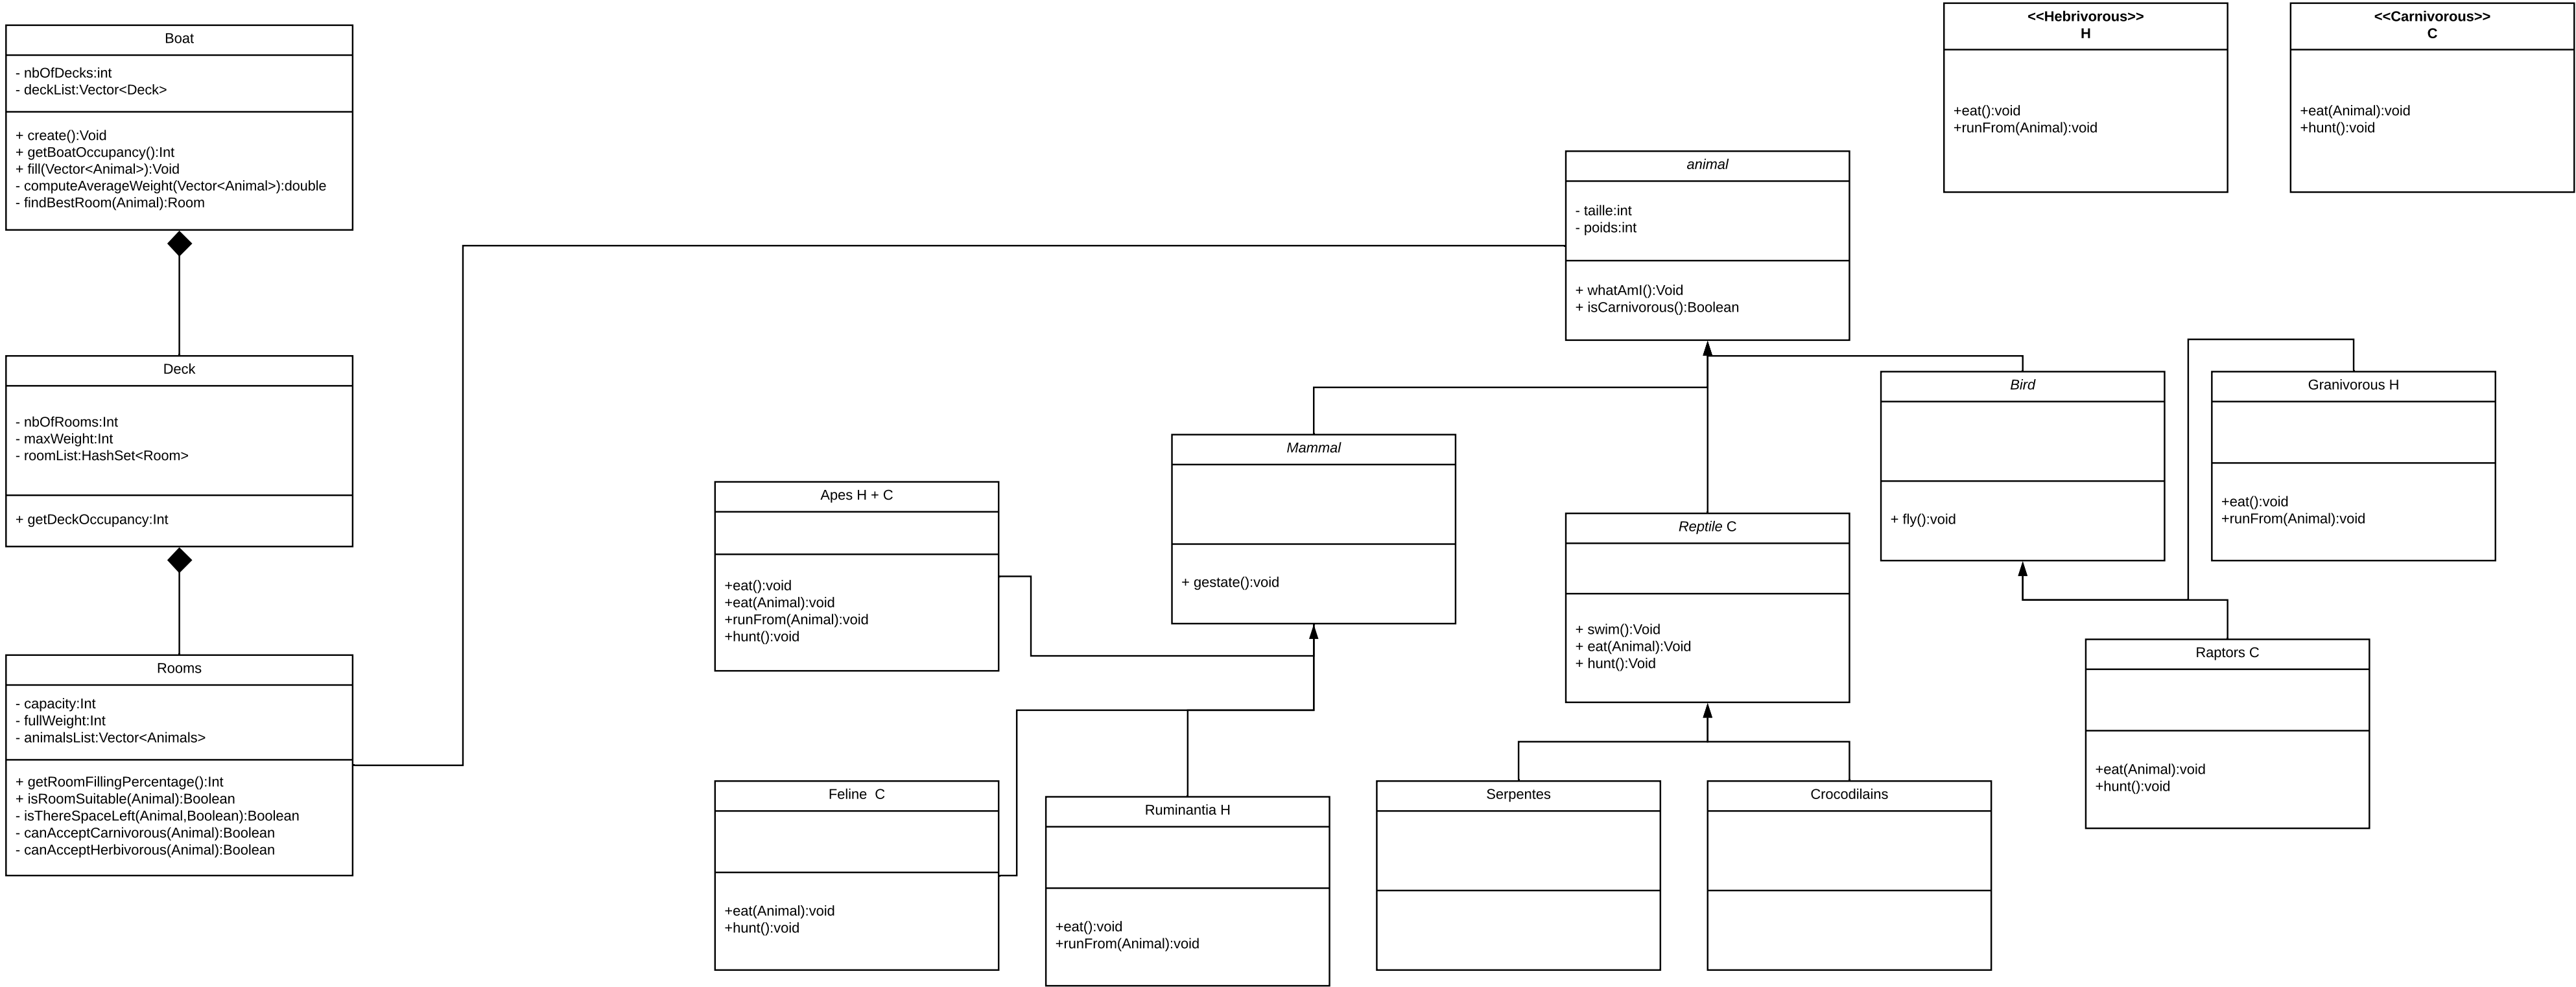 Boat
- nbOfDecks:int
- deckList:Vector<Deck>
+ create():Void
+ getBoatOccupancy():Int
+ fill(Vector<Animal>):Void
- computeAverageWeight(Vector<Animal>):double
- findBestRoom(Animal):Room
Deck
- nbOfRooms:Int
- maxWeight:Int
- roomList:HashSet<Room>
+ getDeckOccupancy:Int
Rooms
- capacity:Int
- fullWeight:Int
- animalsList:Vector<Animals>
+ getRoomFillingPercentage():Int
+ isRoomSuitable(Animal):Boolean
- isThereSpaceLeft(Animal,Boolean):Boolean
- canAcceptCarnivorous(Animal):Boolean
- canAcceptHerbivorous(Animal):Boolean
<<Hebrivorous>>
H
+eat():void
+runFrom(Animal):void
<<Carnivorous>>
C
+eat(Animal):void
+hunt():void
animal
- taille:int
- poids:int
+ whatAmI():Void
+ isCarnivorous():Boolean
Mammal
+ gestate():void
Reptile C
+ swim():Void
+ eat(Animal):Void
+ hunt():Void
Bird
+ fly():void
Granivorous H
+eat():void
+runFrom(Animal):void
Raptors C
+eat(Animal):void
+hunt():void
Apes H + C
+eat():void
+eat(Animal):void
+runFrom(Animal):void
+hunt():void
Feline  C
+eat(Animal):void
+hunt():void
Ruminantia H
+eat():void
+runFrom(Animal):void
Serpentes
Crocodilains